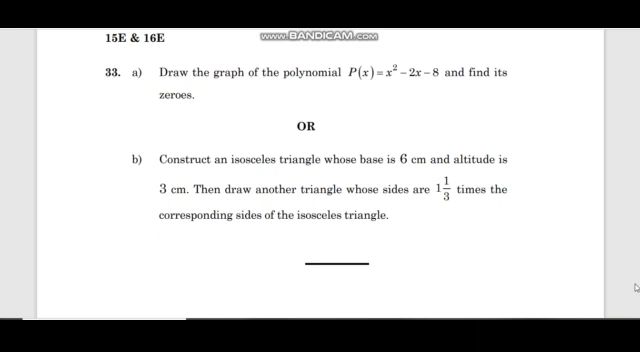 15E & 16E
www.BANDICAM.COM
33. a) Draw the graph of the polynomial P(x) = x² – 2x – 8 and find its
zeroes.
OR
b) Construct an isosceles triangle whose base is 6 cm and altitude is
3 cm. Then draw another triangle whose sides are 1 1/3 times the
corresponding sides of the isosceles triangle.